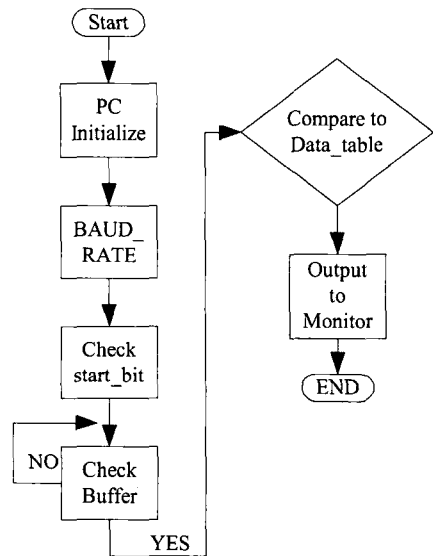 Start
PC
Initialize
BAUD_
RATE
Check
start_bit
NO
Check
Buffer
YES
Compare to
Data_table
Output
to
Monitor
END